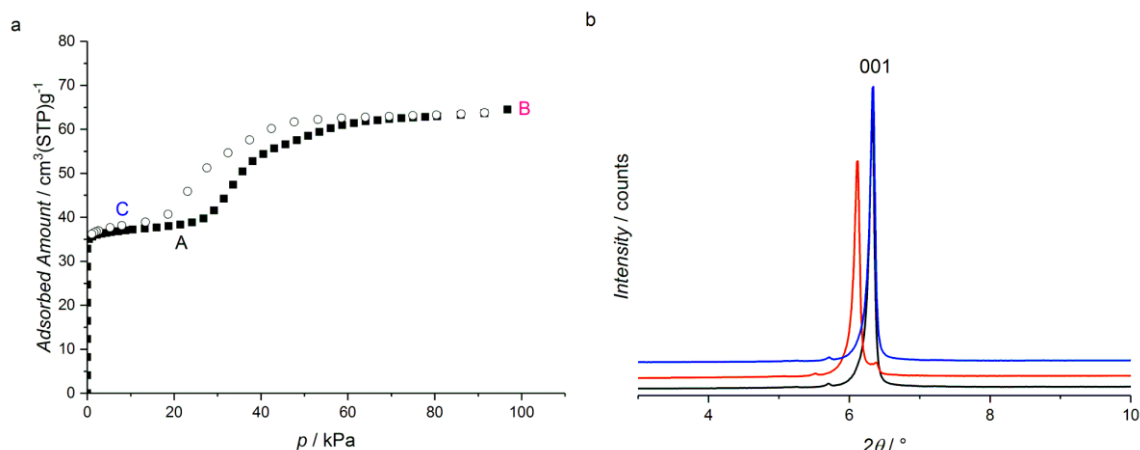 a
80
70
60
50
40
30
20
10
0
Adsorbed Amount / cm³(STP)g⁻¹
C
A
B
0 20 40 60 80 100
p / kPa
b
001
Intensity / counts
4 6 8 10
2θ / °